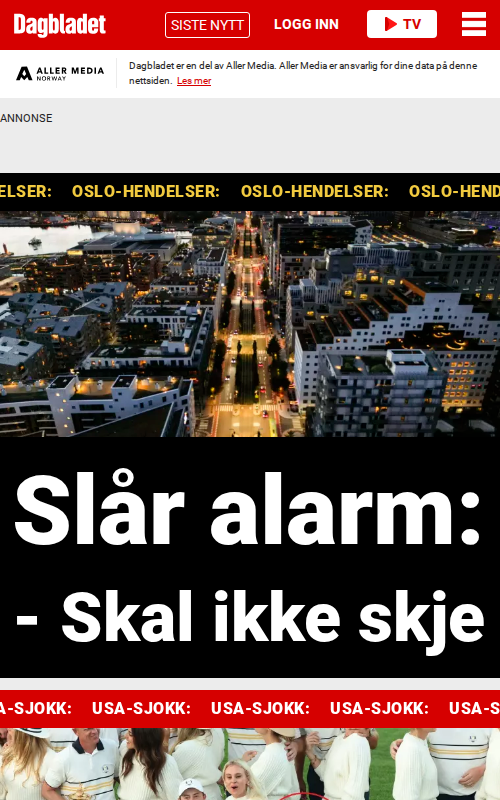 Dagbladet
SISTE NYTT
LOGG INN
TV
ALLER MEDIA
NORWAY
Dagbladet er en del av Aller Media. Aller Media er ansvarlig for dine data på denne
nettsiden. Les mer
ANNONSE
ELSER: OSLO-HENDELSER: OSLO-HENDELSER: OSLO-HEND
Slår alarm:
- Skal ikke skje
A-SJOKK: USA-SJOKK: USA-SJOKK: USA-SJOKK: USA-S